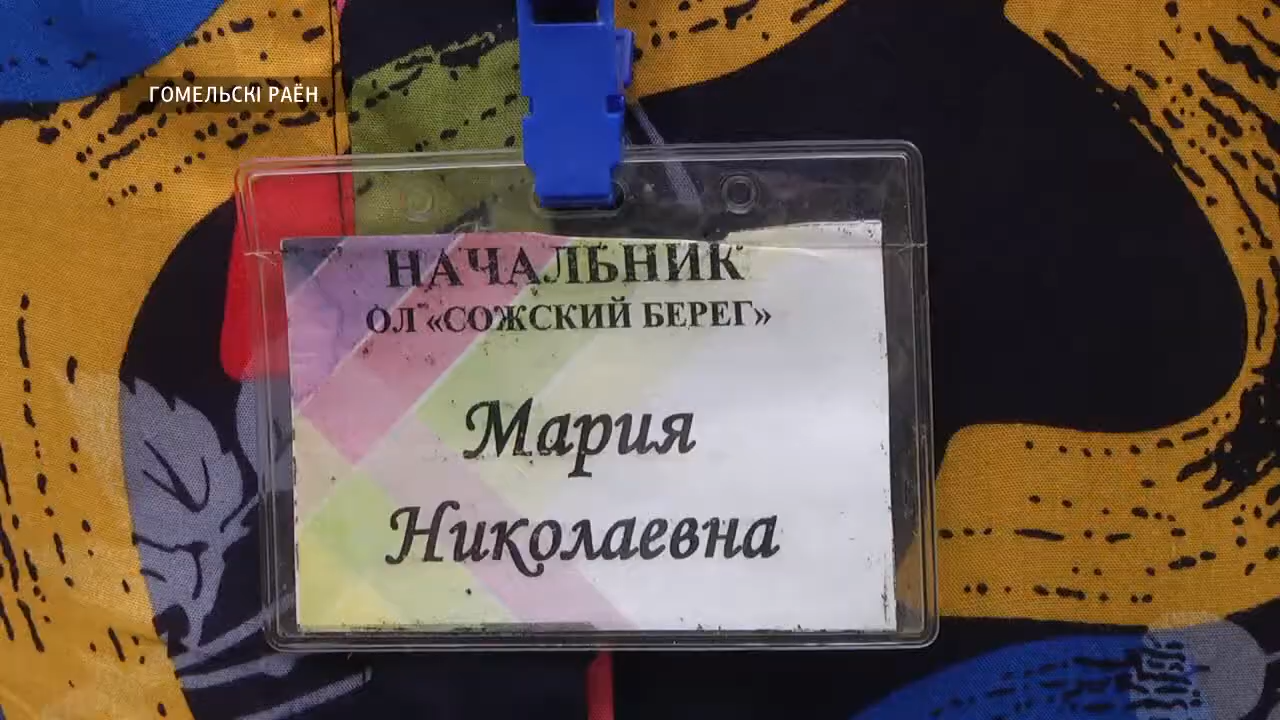 ГОМЕЛЬСКІ РАЁН
НАЧАЛЬНИК
ОЛ «СОЖСКИЙ БЕРЕГ»
Мария
Николаевна